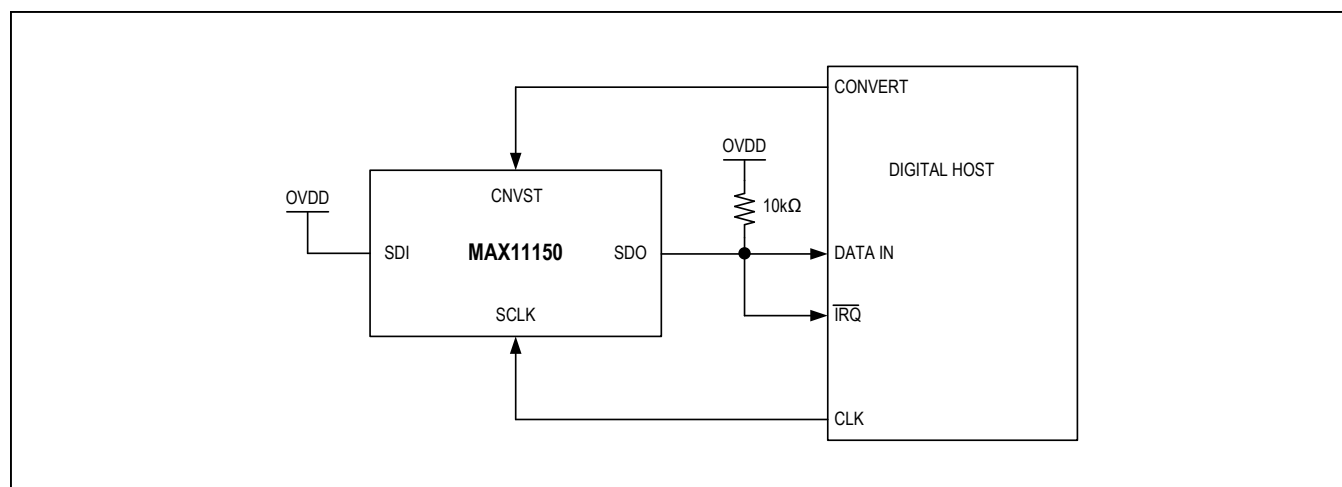 CONVERT
OVDD
DIGITAL HOST
OVDD
CNVST
10kΩ
SDI
MAX11150
SDO
DATA IN
SCLK
IRQ
CLK